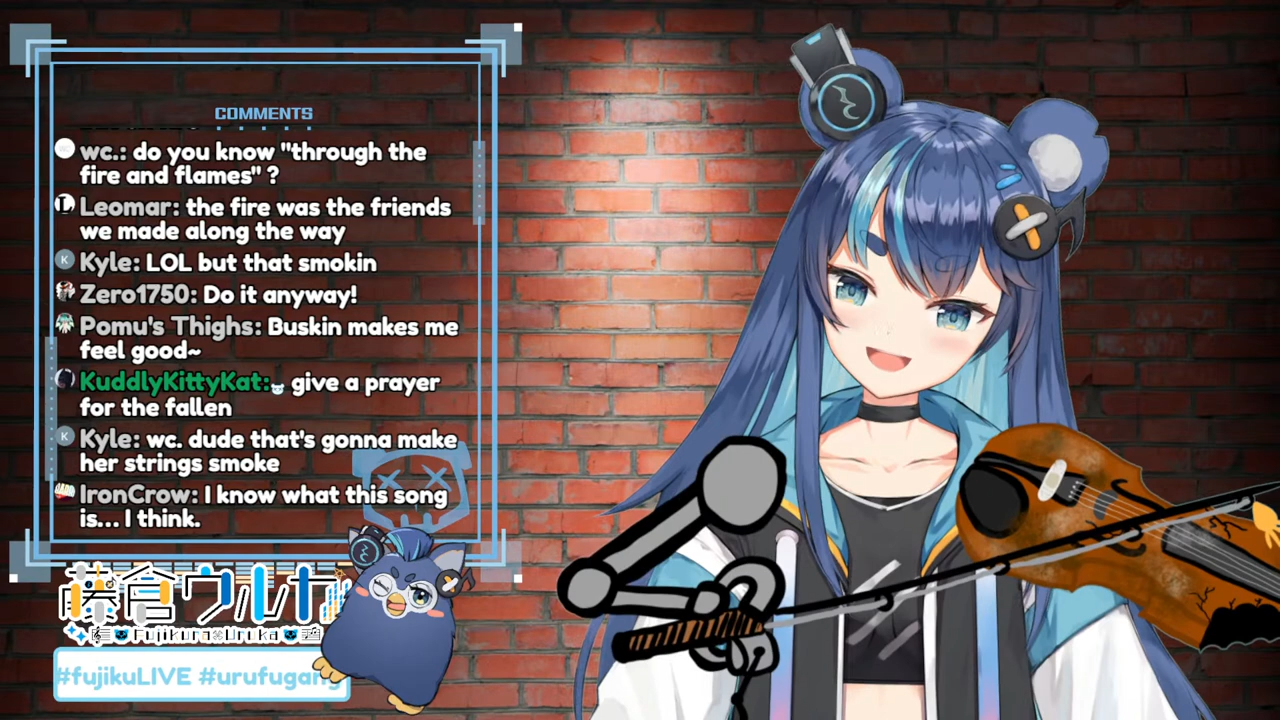 COMMENTS
wc.: do you know "through the
fire and flames" ?
Leomar: the fire was the friends
we made along the way
Kyle: LOL but that smokin
Zero1750: Do it anyway!
Pomu's Thighs: Buskin makes me
feel good~
KuddlyKittyKat: give a prayer
for the fallen
Kyle: wc. dude that's gonna make
her strings smoke
IronCrow: I know what this song
is... I think.
藤倉ウルカ
Fujikura Uruka
#fujikuLIVE #urufugang